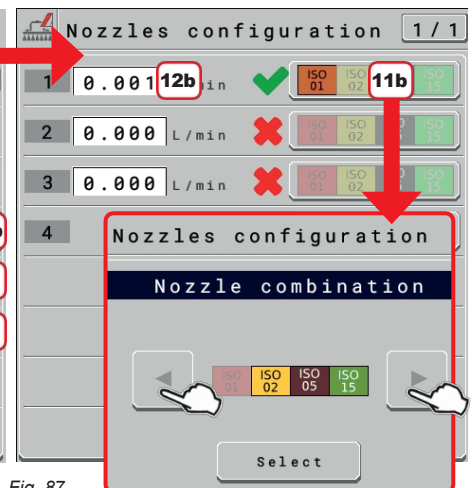 Nozzles configuration 1/1
1 0.001 12b in ISO 01 ISO 11b ISO 15
2 0.000 L/min ISO 01 ISO 02 ISO 15
3 0.000 L/min ISO 01 ISO 02 ISO 15
4
Nozzles configuration
Nozzle combination
ISO 01 ISO 02 ISO 05 ISO 15
Select
Fig. 87